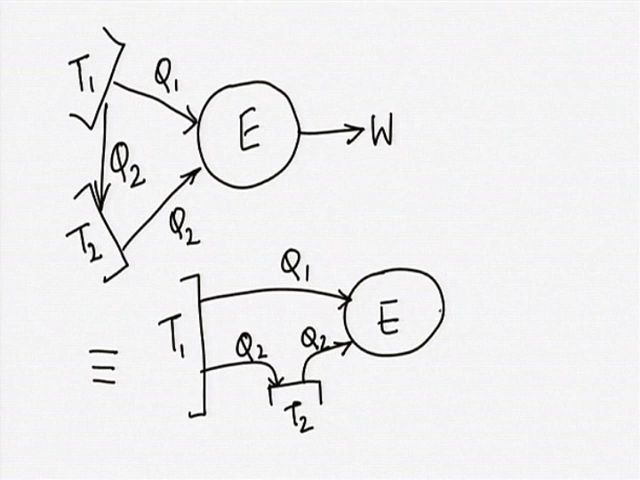 T₁ Q₁
E → W
Q₂
T₂ Q₂
Q₁
≡ T₁ E
Q₂ Q₂
T₂